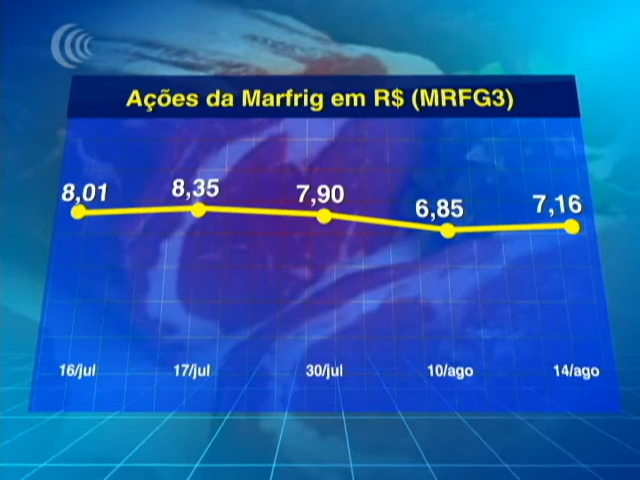 Ações da Marfrig em R$ (MRFG3)
8,01 8,35 7,90 6,85 7,16
16/jul 17/jul 30/jul 10/ago 14/ago